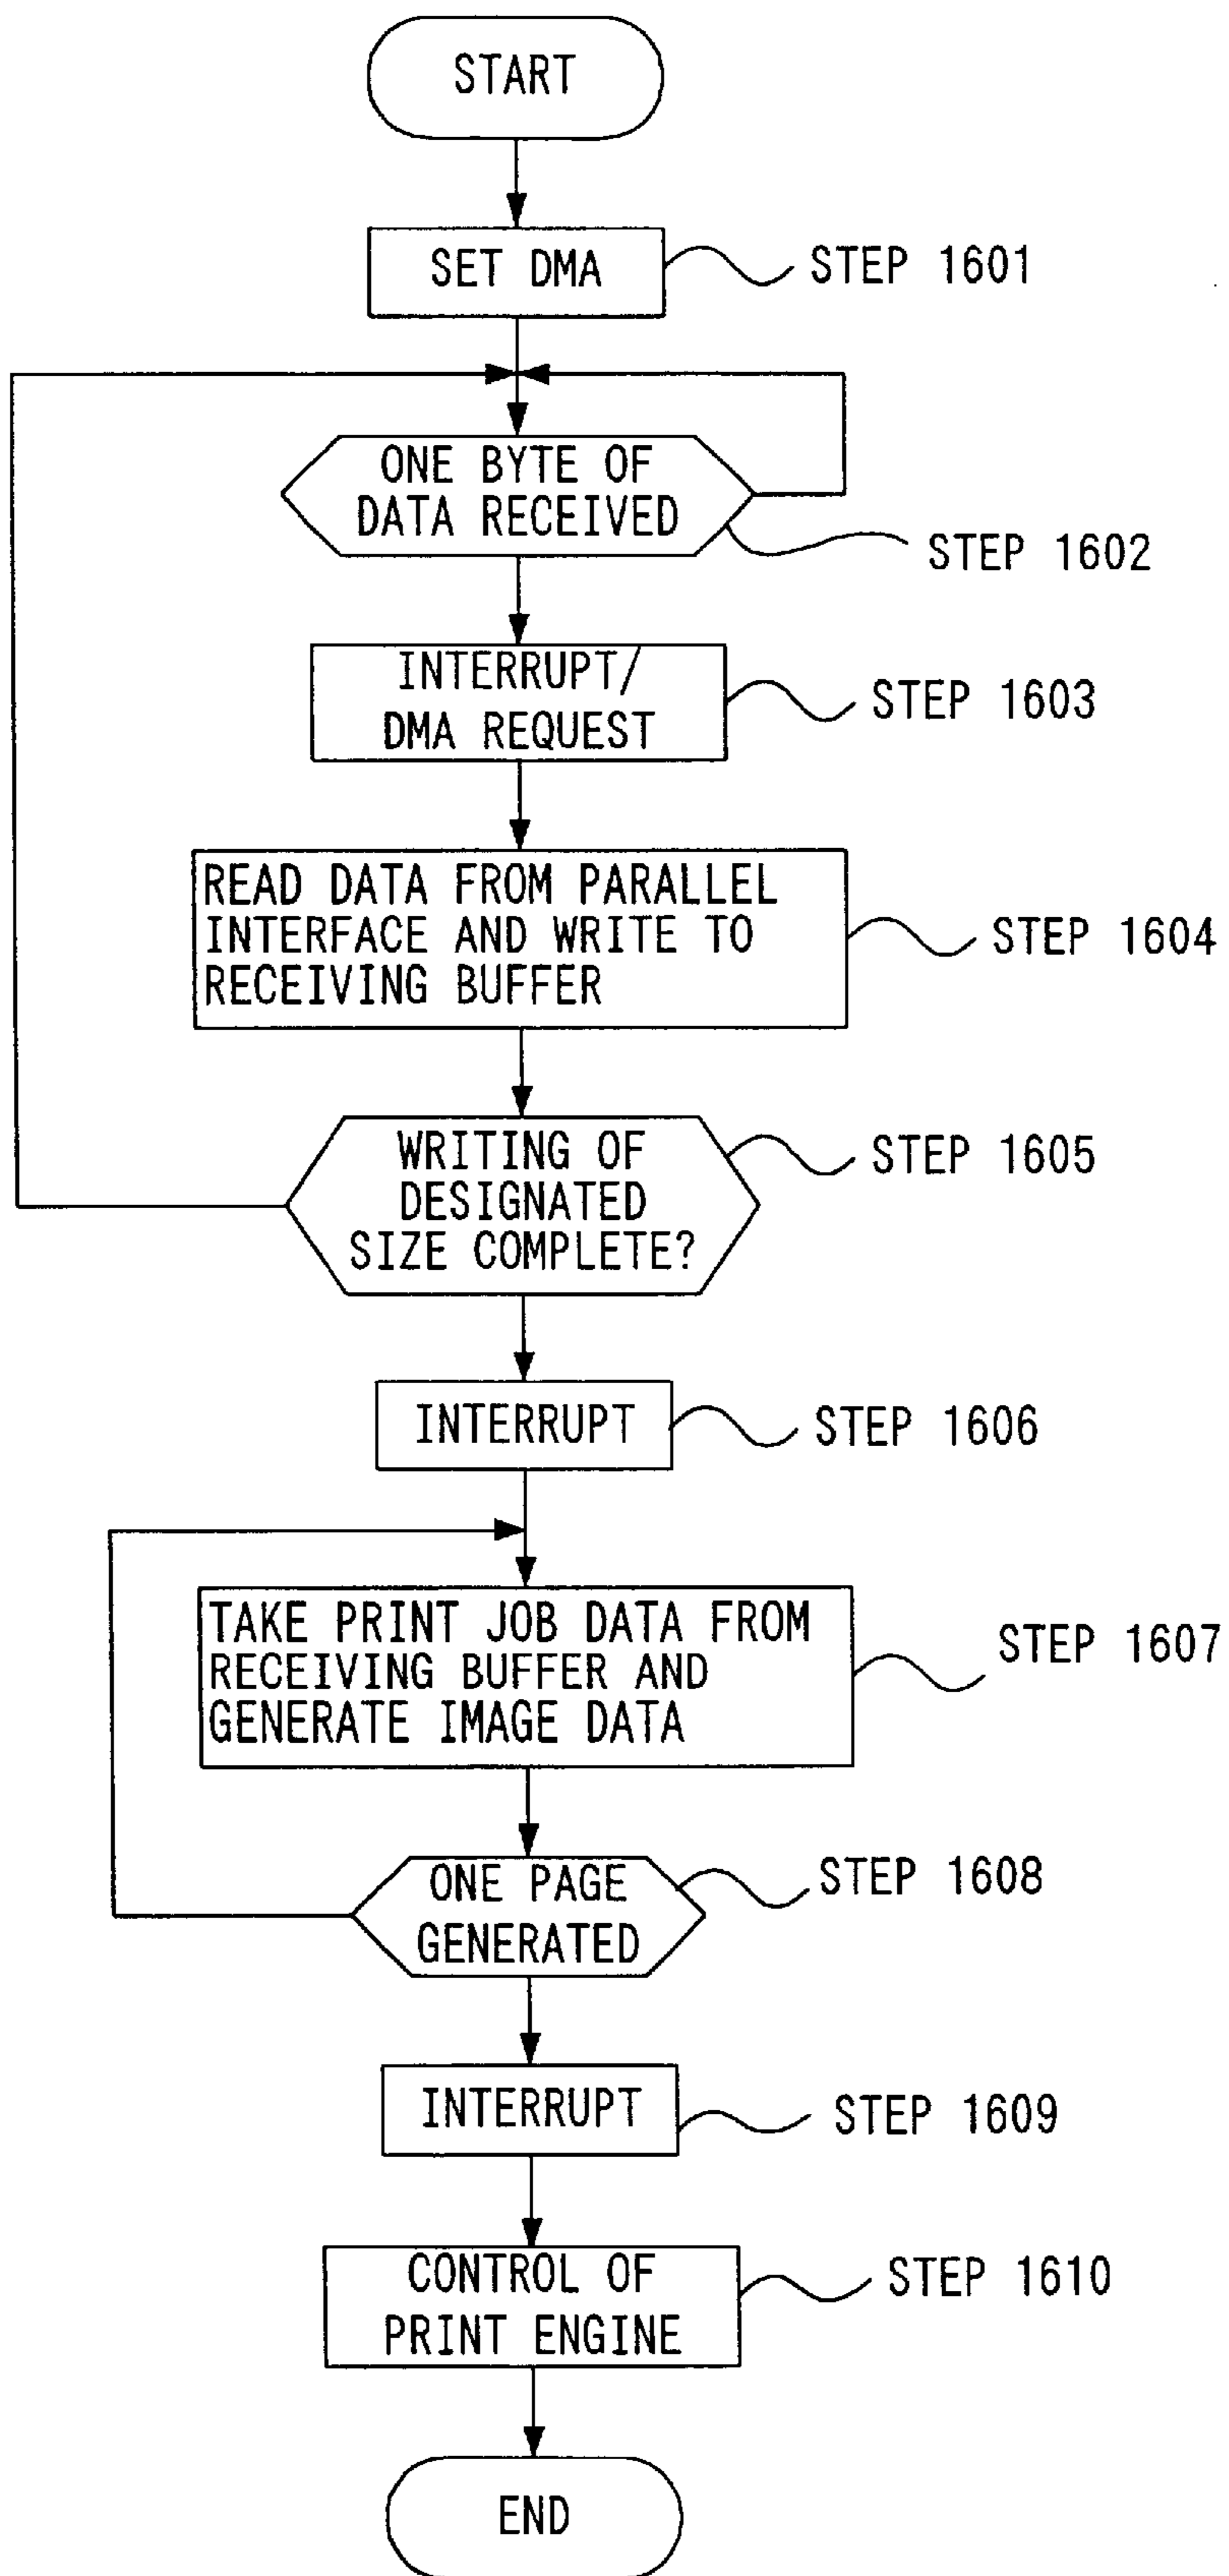 START
SET DMA
STEP 1601
ONE BYTE OF
DATA RECEIVED
STEP 1602
INTERRUPT/
DMA REQUEST
STEP 1603
READ DATA FROM PARALLEL
INTERFACE AND WRITE TO
RECEIVING BUFFER
STEP 1604
WRITING OF
DESIGNATED
SIZE COMPLETE?
STEP 1605
INTERRUPT
STEP 1606
TAKE PRINT JOB DATA FROM
RECEIVING BUFFER AND
GENERATE IMAGE DATA
STEP 1607
ONE PAGE
GENERATED
STEP 1608
INTERRUPT
STEP 1609
CONTROL OF
PRINT ENGINE
STEP 1610
END